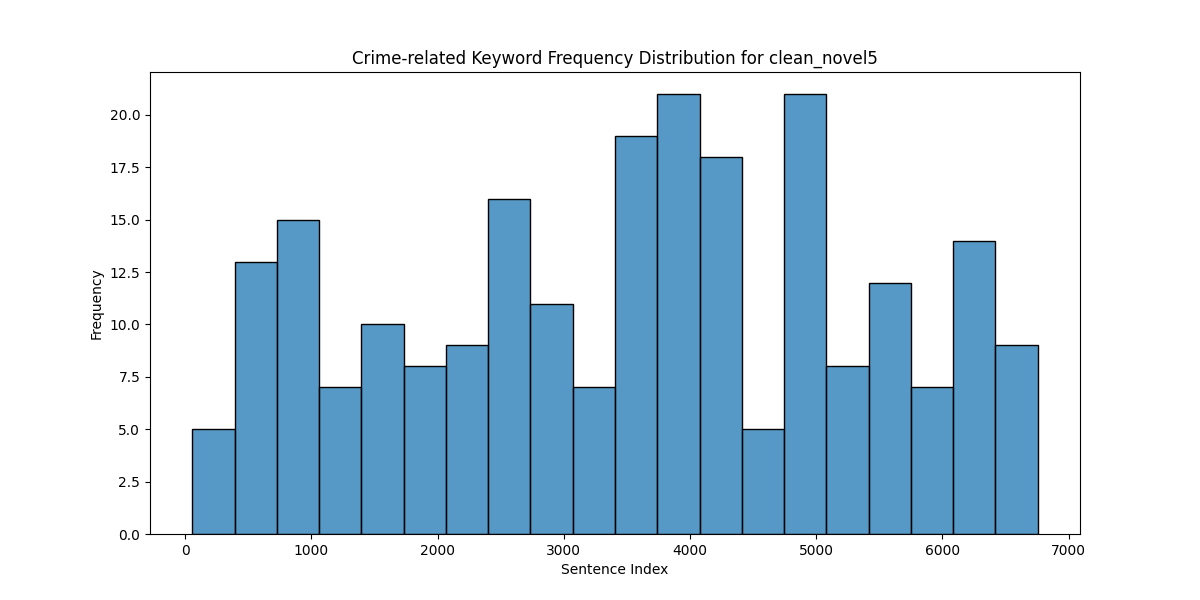 Crime-related Keyword Frequency Distribution for clean_novel5
20.0
17.5
15.0
12.5
10.0
7.5
5.0
2.5
0.0
Frequency
0 1000 2000 3000 4000 5000 6000 7000
Sentence Index